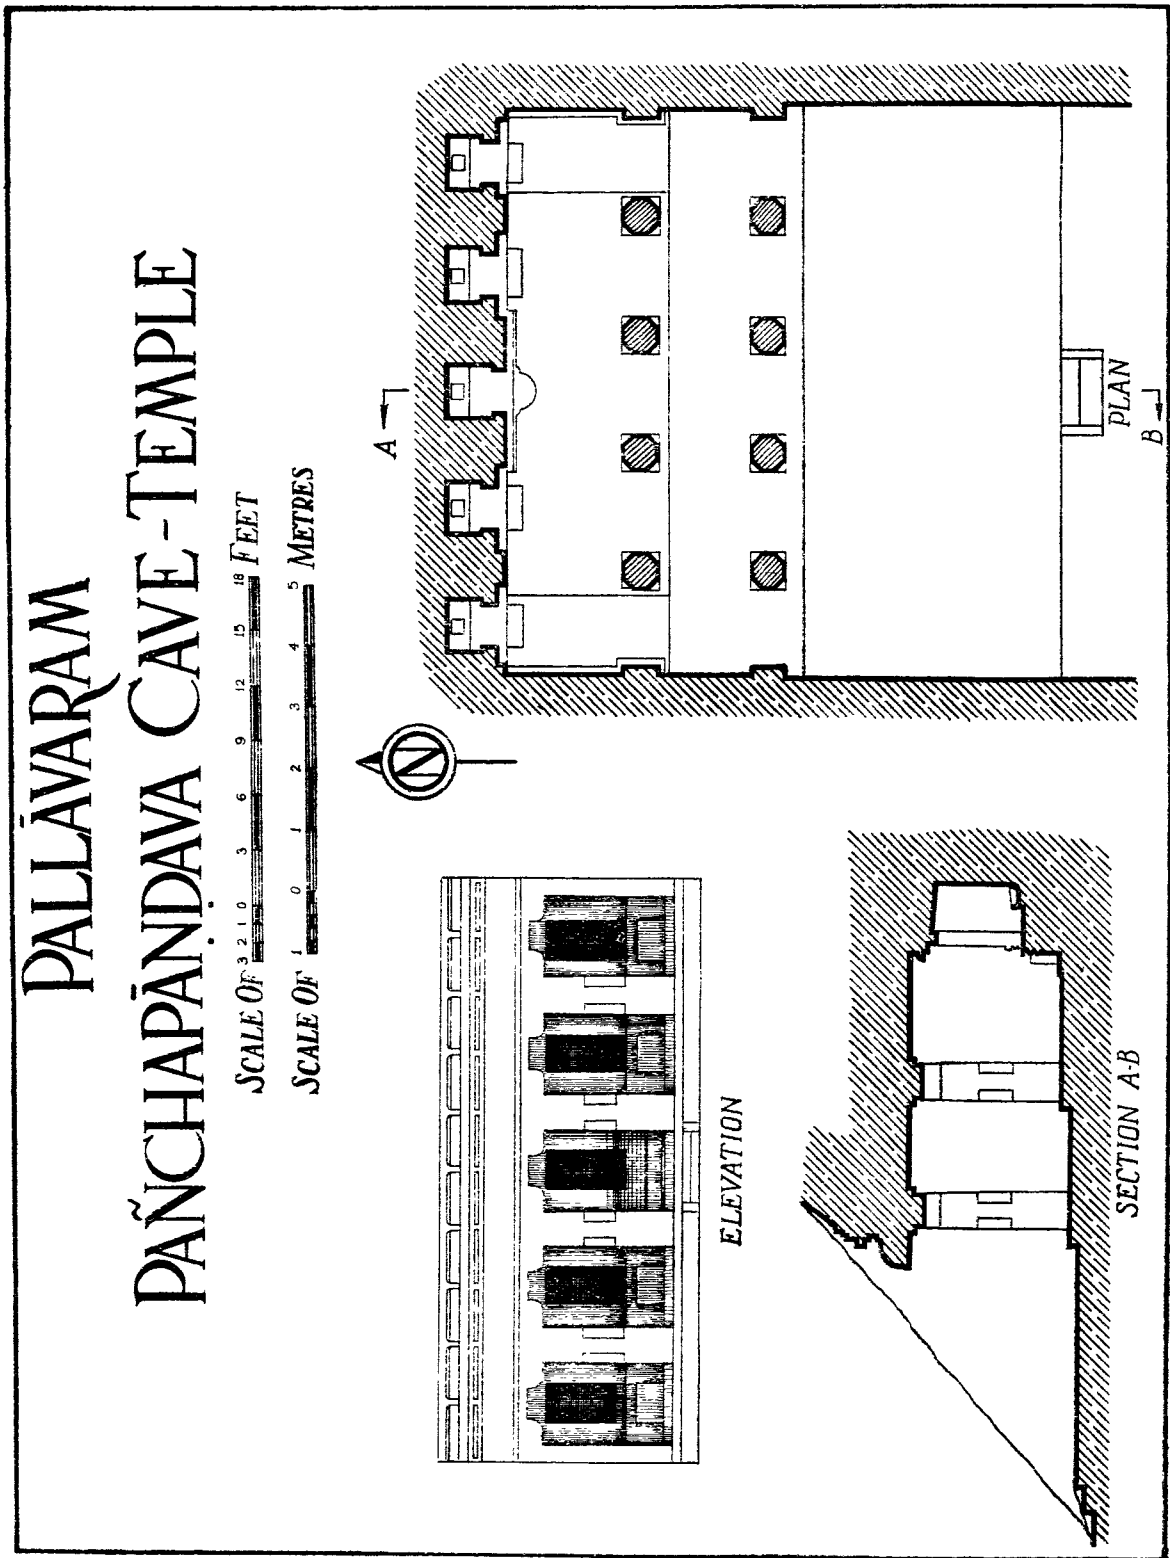 PALLĀVARAM
PAÑCHAPĀṆḌAVA CAVE-TEMPLE
SCALE OF 3 2 1 0 3 6 9 12 15 18 FEET
SCALE OF 1 0 1 2 3 4 5 METRES
N
A
B
PLAN
ELEVATION
SECTION A-B